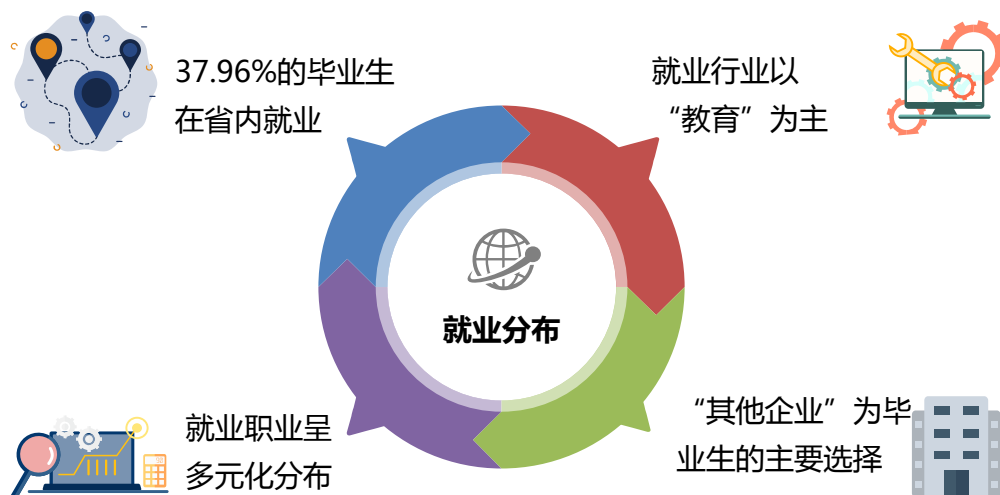 37.96%的毕业生
在省内就业
就业行业以
“教育”为主
就业分布
就业职业呈
多元化分布
“其他企业”为毕
业生的主要选择